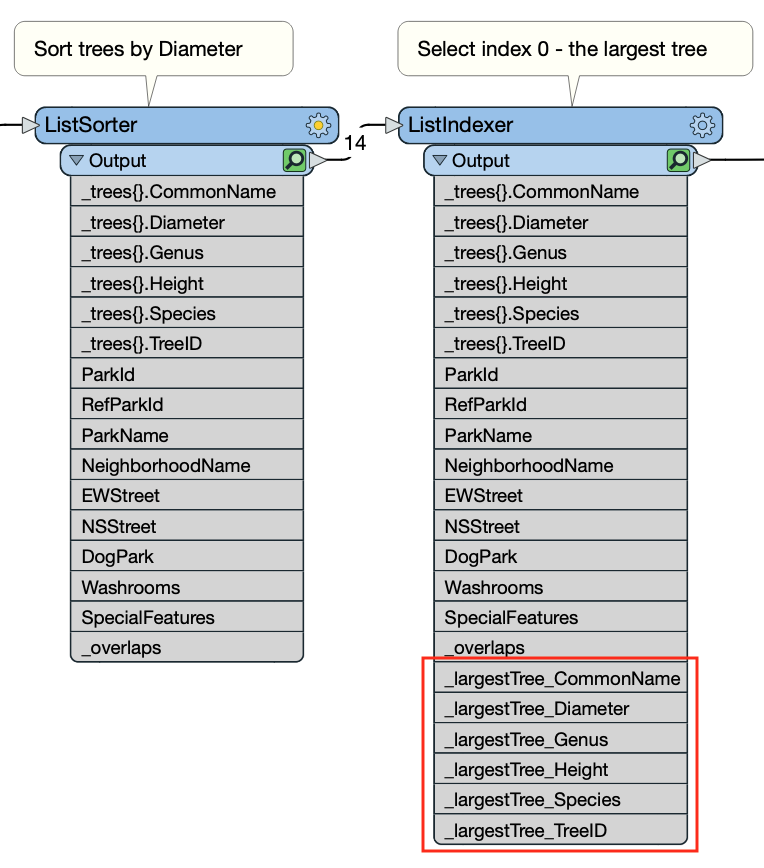 Sort trees by Diameter
Select index 0 - the largest tree
ListSorter
14
ListIndexer
Output
_trees{}.CommonName
_trees{}.Diameter
_trees{}.Genus
_trees{}.Height
_trees{}.Species
_trees{}.TreeID
ParkId
RefParkId
ParkName
NeighborhoodName
EWStreet
NSStreet
DogPark
Washrooms
SpecialFeatures
_overlaps
Output
_trees{}.CommonName
_trees{}.Diameter
_trees{}.Genus
_trees{}.Height
_trees{}.Species
_trees{}.TreeID
ParkId
RefParkId
ParkName
NeighborhoodName
EWStreet
NSStreet
DogPark
Washrooms
SpecialFeatures
_overlaps
_largestTree_CommonName
_largestTree_Diameter
_largestTree_Genus
_largestTree_Height
_largestTree_Species
_largestTree_TreeID